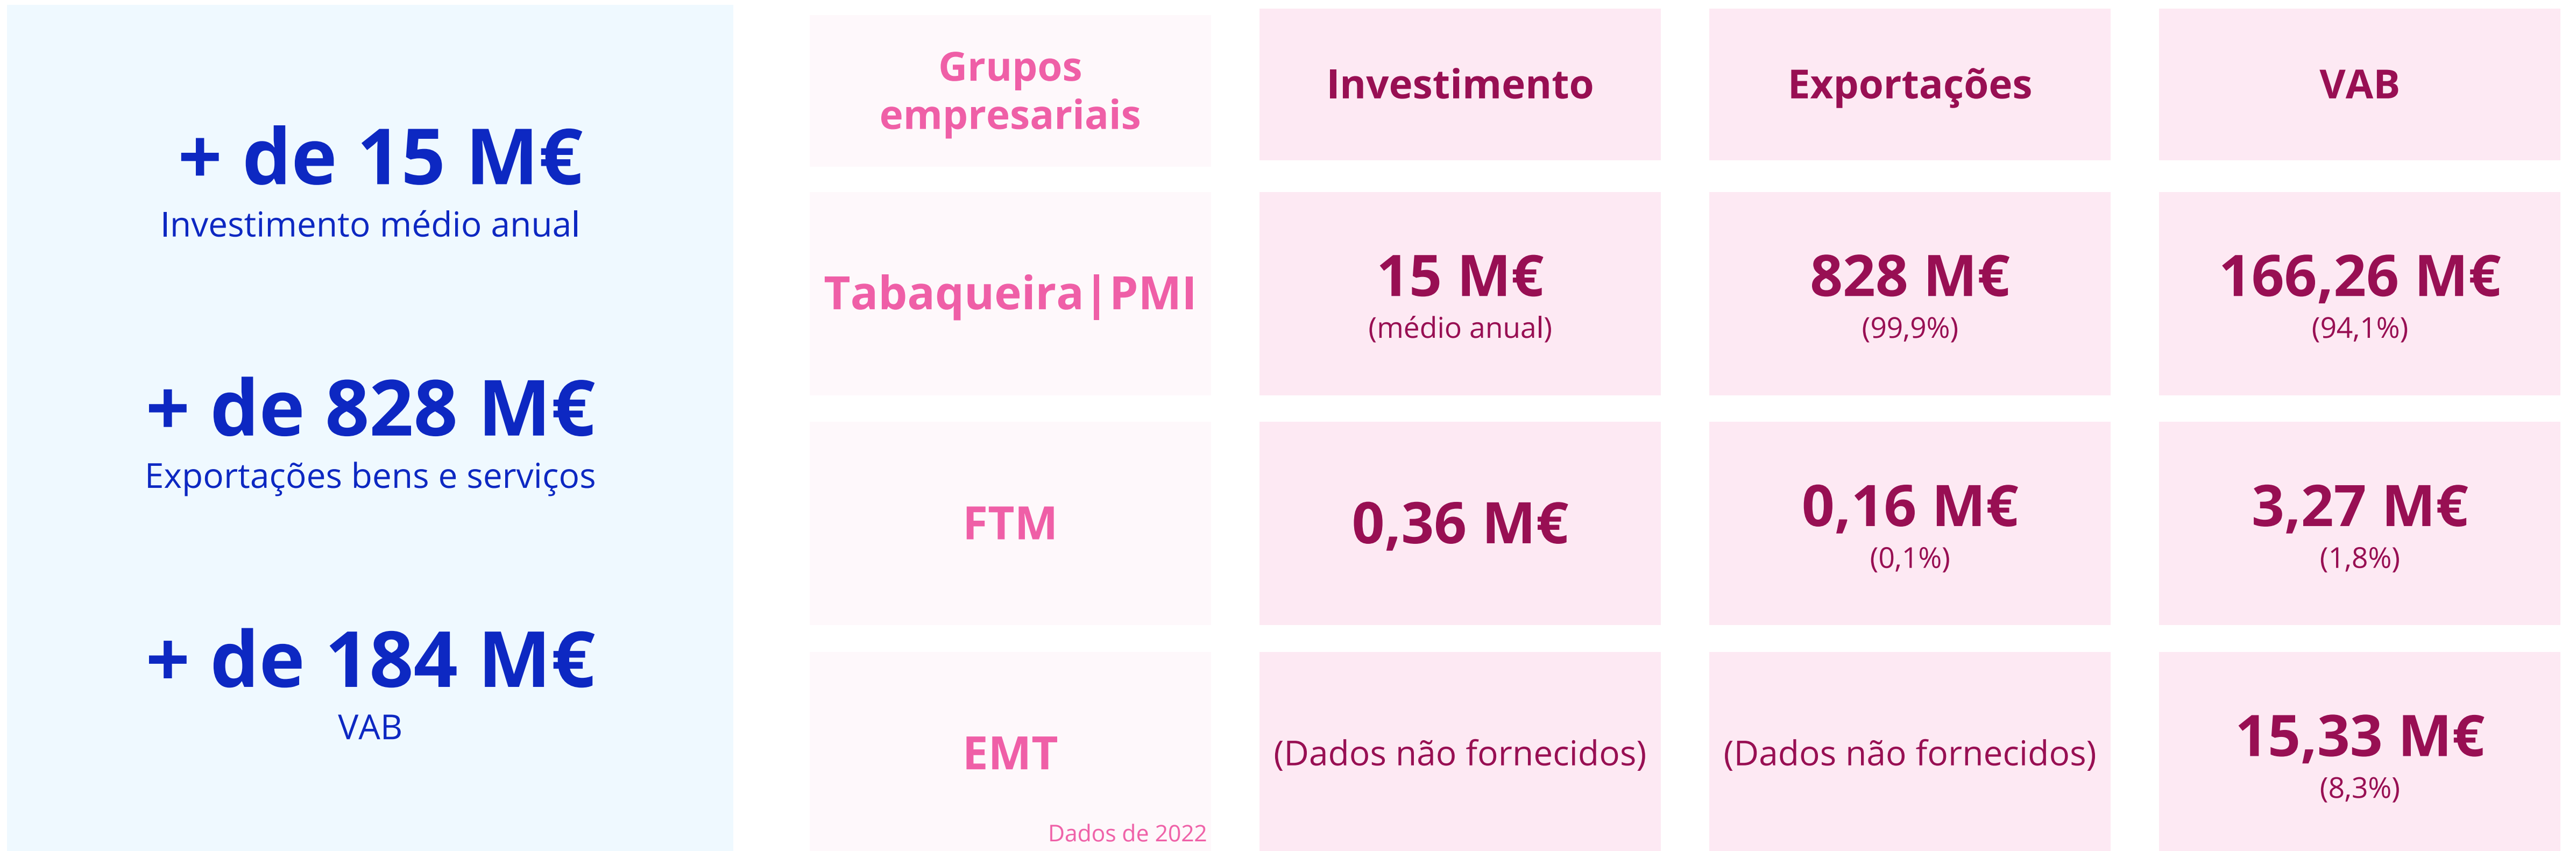 + de 15 M€
Investimento médio anual
+ de 828 M€
Exportações bens e serviços
+ de 184 M€
VAB
Grupos
empresariais
Investimento
Exportações
VAB
Tabaqueira|PMI
15 M€
(médio anual)
828 M€
(99,9%)
166,26 M€
(94,1%)
FTM
0,36 M€
0,16 M€
(0,1%)
3,27 M€
(1,8%)
EMT
(Dados não fornecidos)
(Dados não fornecidos)
15,33 M€
(8,3%)
Dados de 2022